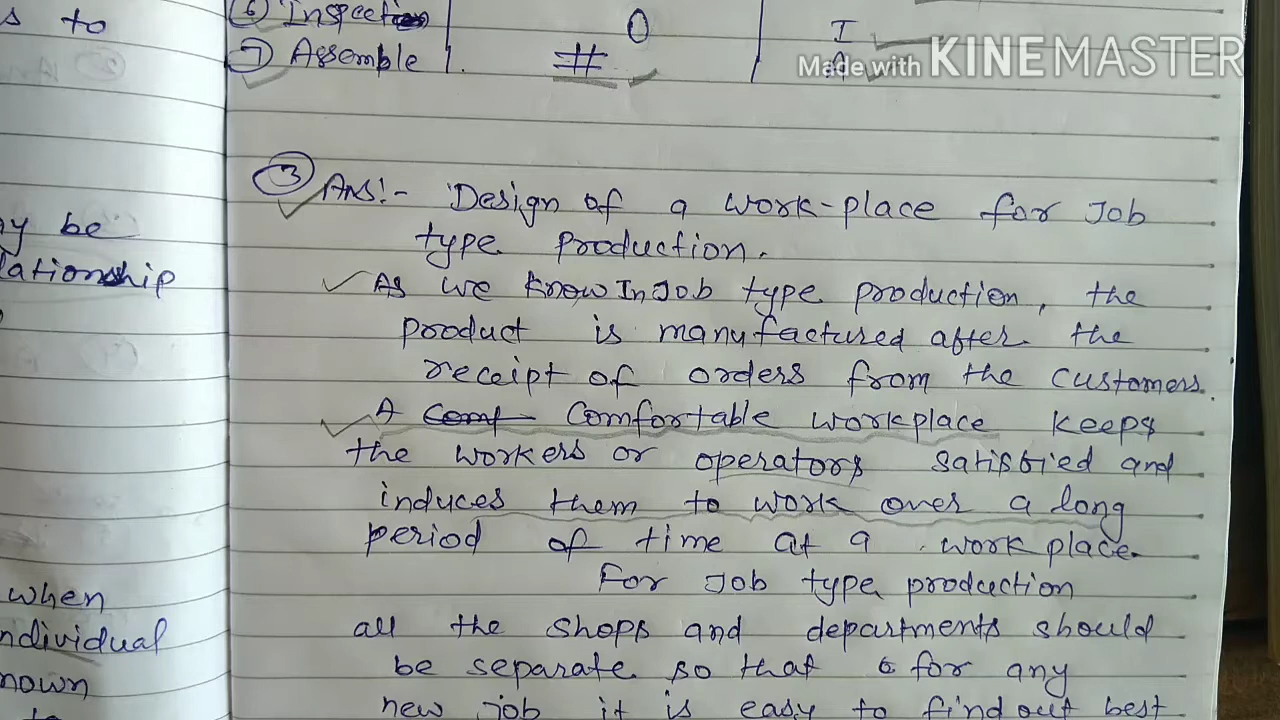 s to
ay be
lationship
when
ndividual
nown
to
⑥ Inspection O I
⑦ Assemble # A
Made with KINEMASTER
③ Ans:- Design of a work-place for Job
type production.
As we know In Job type production, the
product is manufactured after the
receipt of orders from the customers.
A Comf Comfortable workplace keeps
the workers or operators satisfied and
induces them to work over a long
period of time at a work place.
For Job type production
all the shops and departments should
be separate so that for any
new job it is easy to find out best